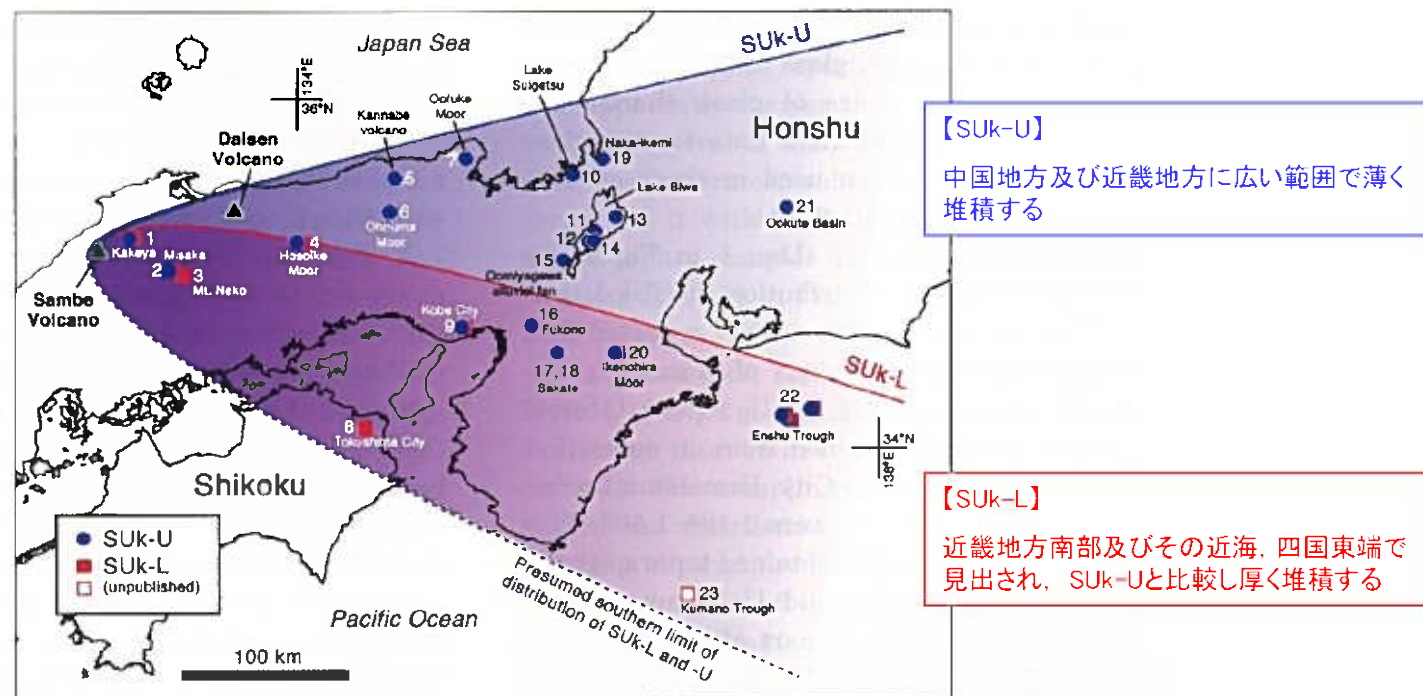 Japan Sea
SUk-U
134°E
36°N
Lake
Suigetsu
Oofuke
Moor
Kannabe
volcano
Honshu
Daisen
Volcano
Naka-Ikemi
7
19
5
10
Lake Biwa
6
Ohnuma
Moor
11
13
21
Ookute Basin
1
Kakeya
4
Hosoike
Moor
12
14
2
Misaka
3
Mt. Neko
15
Oomiyagawa
alluvial fan
Sambe
Volcano
Kobe City
9
16
Fukono
17,18
Sakate
20
Ikenohira
Moor
SUk-L
22
Enshu Trough
34°N
138°E
8
Tokushima City
Shikoku
SUk-U
SUk-L
(unpublished)
Presumed southern limit of
distribution of SUk-L and -U
23
Kumano Trough
Pacific Ocean
100 km
【SUk-U】
中国地方及び近畿地方に広い範囲で薄く
堆積する
【SUk-L】
近畿地方南部及びその近海, 四国東端で
見出され, SUk-Uと比較し厚く堆積する